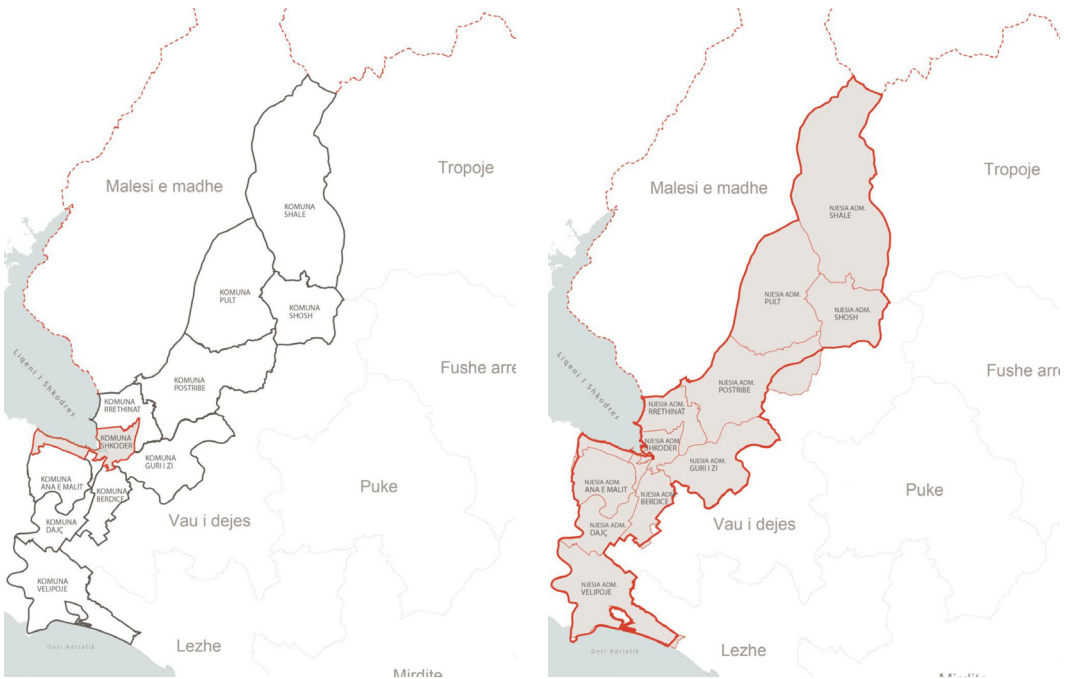 Malesi e madhe
Tropoje
KOMUNA
SHALE
KOMUNA
PULT
KOMUNA
SHOSH
Liqeni i Shkodres
Fushe arre
KOMUNA
POSTRIBE
KOMUNA
RRETHINAT
KOMUNA
SHKODER
KOMUNA
GURI I ZI
KOMUNA
ANA E MALIT
KOMUNA
BERDICE
Puke
KOMUNA
DAJÇ
Vau i dejes
KOMUNA
VELIPOJE
Deti Adriatik
Lezhe
Mirdite
Malesi e madhe
Tropoje
NJESIA ADM.
SHALE
NJESIA ADM.
PULT
NJESIA ADM.
SHOSH
Liqeni i Shkodres
Fushe arre
NJESIA ADM.
POSTRIBE
NJESIA ADM.
RRETHINAT
NJESIA ADM.
SHKODER
NJESIA ADM.
GURI I ZI
NJESIA ADM.
ANA E MALIT
NJESIA ADM.
BERDICE
Puke
NJESIA ADM.
DAJÇ
Vau i dejes
NJESIA ADM.
VELIPOJE
Deti Adriatik
Lezhe
Mirdite